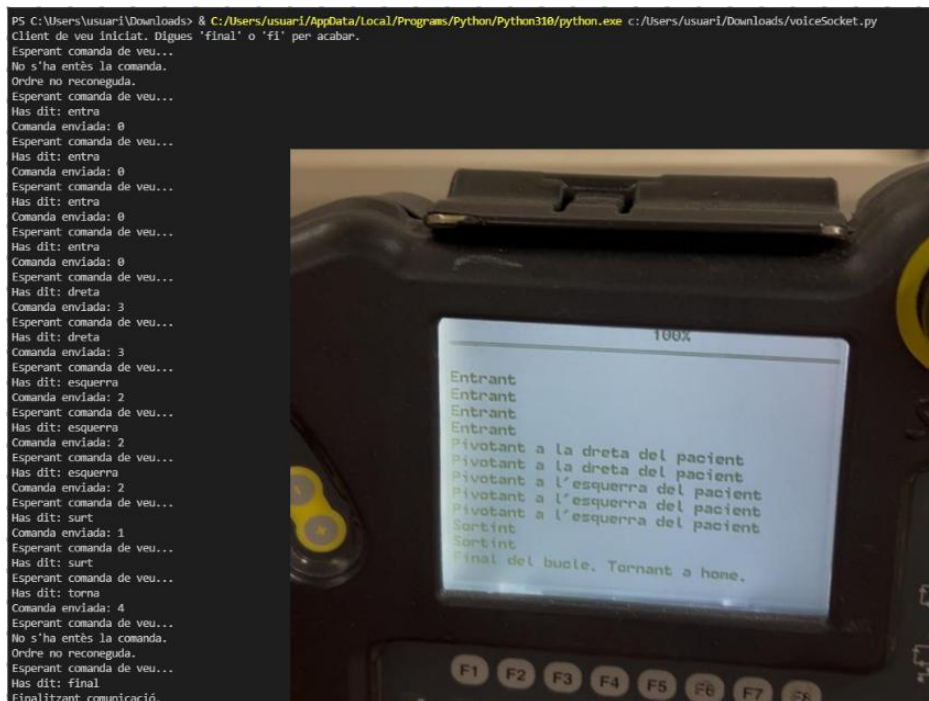 PS C:\Users\usuari\Downloads> & C:/Users/usuari/AppData/Local/Programs/Python/Python310/python.exe c:/Users/usuari/Downloads/voiceSocket.py
Client de veu iniciat. Digues 'final' o 'fi' per acabar.
Esperant comanda de veu...
No s'ha entès la comanda.
Ordre no reconeguda.
Esperant comanda de veu...
Has dit: entra
Comanda enviada: 0
Esperant comanda de veu...
Has dit: entra
Comanda enviada: 0
Esperant comanda de veu...
Has dit: entra
Comanda enviada: 0
Esperant comanda de veu...
Has dit: entra
Comanda enviada: 0
Esperant comanda de veu...
Has dit: dreta
Comanda enviada: 3
Esperant comanda de veu...
Has dit: dreta
Comanda enviada: 3
Esperant comanda de veu...
Has dit: esquerra
Comanda enviada: 2
Esperant comanda de veu...
Has dit: esquerra
Comanda enviada: 2
Esperant comanda de veu...
Has dit: esquerra
Comanda enviada: 2
Esperant comanda de veu...
Has dit: surt
Comanda enviada: 1
Esperant comanda de veu...
Has dit: surt
Esperant comanda de veu...
Has dit: torna
Comanda enviada: 4
Esperant comanda de veu...
No s'ha entès la comanda.
Ordre no reconeguda.
Esperant comanda de veu...
Has dit: final
Finalitzant comunicació.
100%
Entrant
Entrant
Entrant
Entrant
Pivotant a la dreta del pacient
Pivotant a la dreta del pacient
Pivotant a l'esquerra del pacient
Pivotant a l'esquerra del pacient
Pivotant a l'esquerra del pacient
Sortint
Sortint
Final del bucle. Tornant a home.
F1 F2 F3 F4 F5 F6 F7 F8